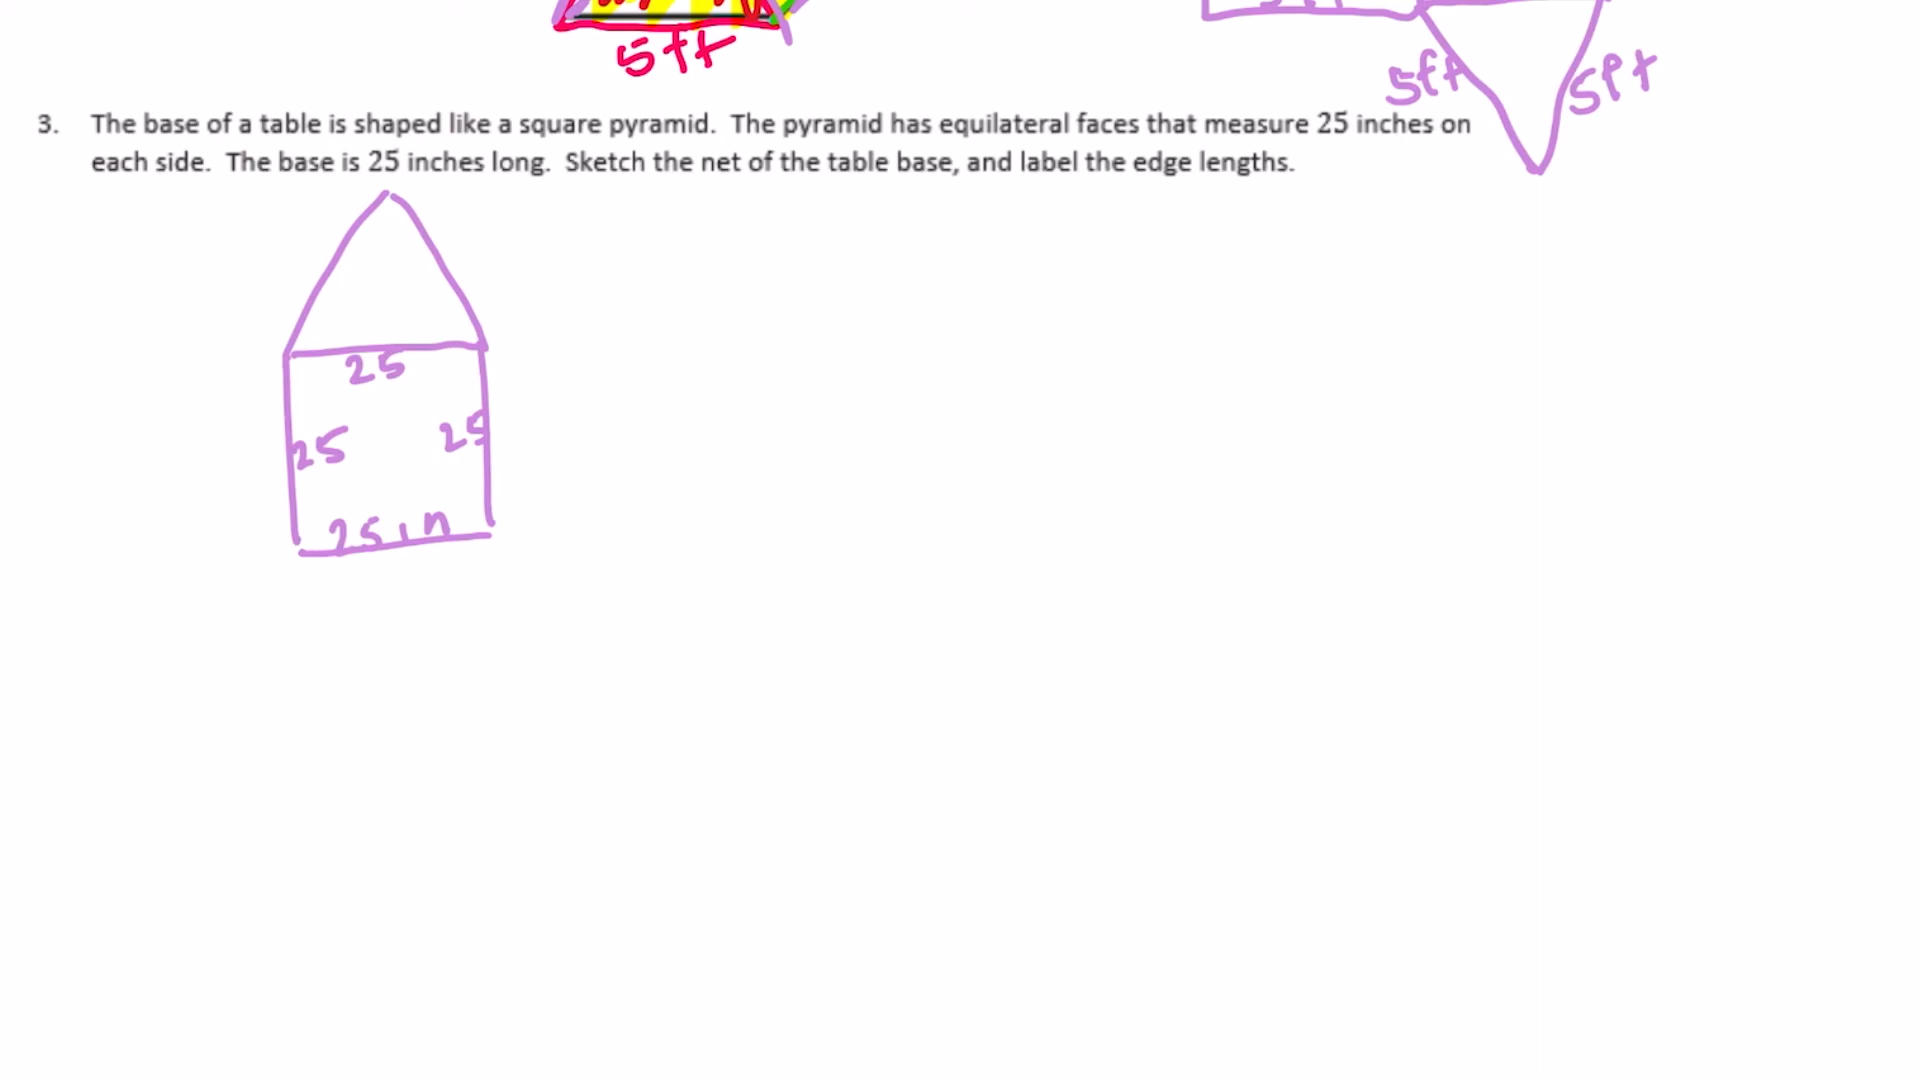 5ft
5ft
5ft
3. The base of a table is shaped like a square pyramid. The pyramid has equilateral faces that measure 25 inches on
each side. The base is 25 inches long. Sketch the net of the table base, and label the edge lengths.
25
25
25
25in